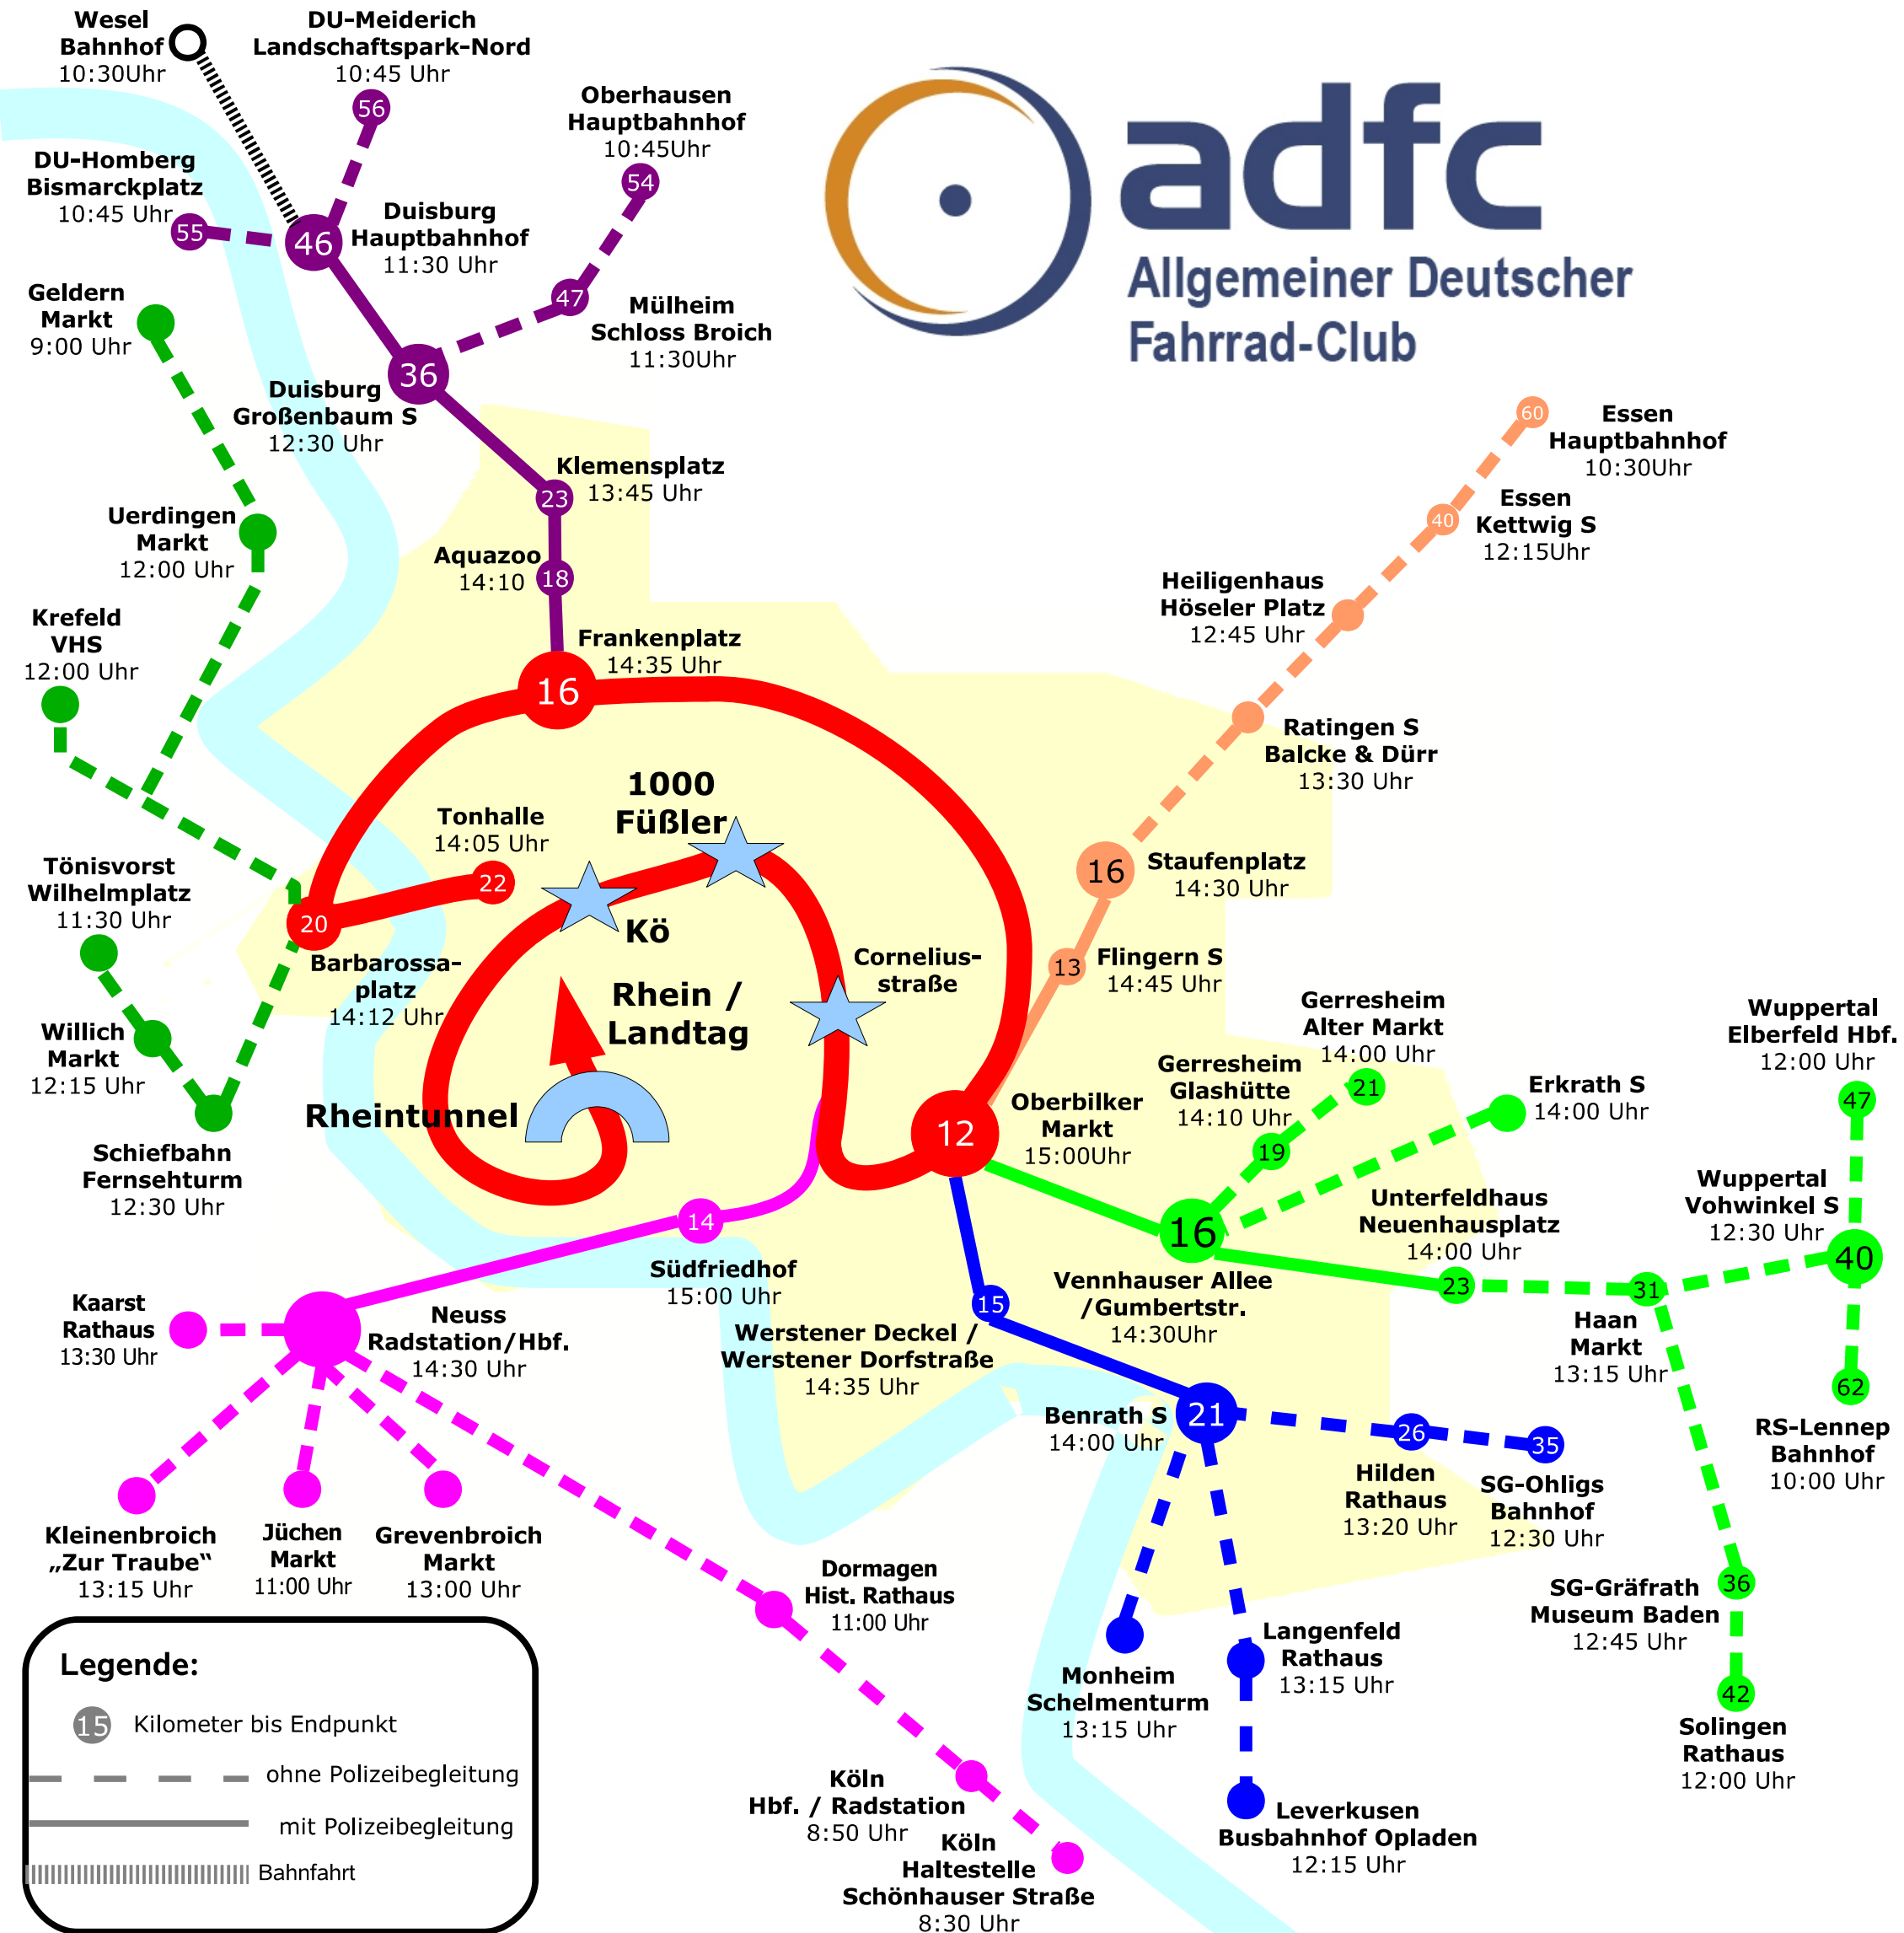 Wesel
Bahnhof
10:30Uhr
DU-Meiderich
Landschaftspark-Nord
10:45 Uhr
56
Oberhausen
Hauptbahnhof
10:45Uhr
54
adfc
Allgemeiner Deutscher
Fahrrad-Club
DU-Homberg
Bismarckplatz
10:45 Uhr
55
46
Duisburg
Hauptbahnhof
11:30 Uhr
47
Mülheim
Schloss Broich
11:30Uhr
Geldern
Markt
9:00 Uhr
36
Duisburg
Großenbaum S
12:30 Uhr
60
Essen
Hauptbahnhof
10:30Uhr
Klemensplatz
13:45 Uhr
23
Essen
Kettwig S
12:15Uhr
40
Uerdingen
Markt
12:00 Uhr
Aquazoo
14:10
18
Heiligenhaus
Höseler Platz
12:45 Uhr
Krefeld
VHS
12:00 Uhr
Frankenplatz
14:35 Uhr
16
Ratingen S
Balcke & Dürr
13:30 Uhr
1000
Füßler
Tonhalle
14:05 Uhr
22
16
Staufenplatz
14:30 Uhr
Tönisvorst
Wilhelmplatz
11:30 Uhr
20
Kö
Barbarossa-
platz
14:12 Uhr
Cornelius-
straße
13
Flingern S
14:45 Uhr
Rhein /
Landtag
Willich
Markt
12:15 Uhr
Gerresheim
Alter Markt
14:00 Uhr
21
Wuppertal
Elberfeld Hbf.
12:00 Uhr
47
Gerresheim
Glashütte
14:10 Uhr
19
Erkrath S
14:00 Uhr
Rheintunnel
12
Oberbilker
Markt
15:00Uhr
Schiefbahn
Fernsehturm
12:30 Uhr
Wuppertal
Vohwinkel S
12:30 Uhr
40
14
Südfriedhof
15:00 Uhr
16
Vennhauser Allee
/Gumbertstr.
14:30Uhr
Unterfeldhaus
Neuenhausplatz
14:00 Uhr
23
31
Haan
Markt
13:15 Uhr
Kaarst
Rathaus
13:30 Uhr
Neuss
Radstation/Hbf.
14:30 Uhr
15
Werstener Deckel /
Werstener Dorfstraße
14:35 Uhr
62
RS-Lennep
Bahnhof
10:00 Uhr
Benrath S
14:00 Uhr
21
26
Hilden
Rathaus
13:20 Uhr
35
SG-Ohligs
Bahnhof
12:30 Uhr
Kleinenbroich
„Zur Traube“
13:15 Uhr
Jüchen
Markt
11:00 Uhr
Grevenbroich
Markt
13:00 Uhr
Dormagen
Hist. Rathaus
11:00 Uhr
36
SG-Gräfrath
Museum Baden
12:45 Uhr
Monheim
Schelmenturm
13:15 Uhr
Langenfeld
Rathaus
13:15 Uhr
42
Solingen
Rathaus
12:00 Uhr
Köln
Hbf. / Radstation
8:50 Uhr
Leverkusen
Busbahnhof Opladen
12:15 Uhr
Köln
Haltestelle
Schönhauser Straße
8:30 Uhr
Legende:
15
Kilometer bis Endpunkt
ohne Polizeibegleitung
mit Polizeibegleitung
Bahnfahrt